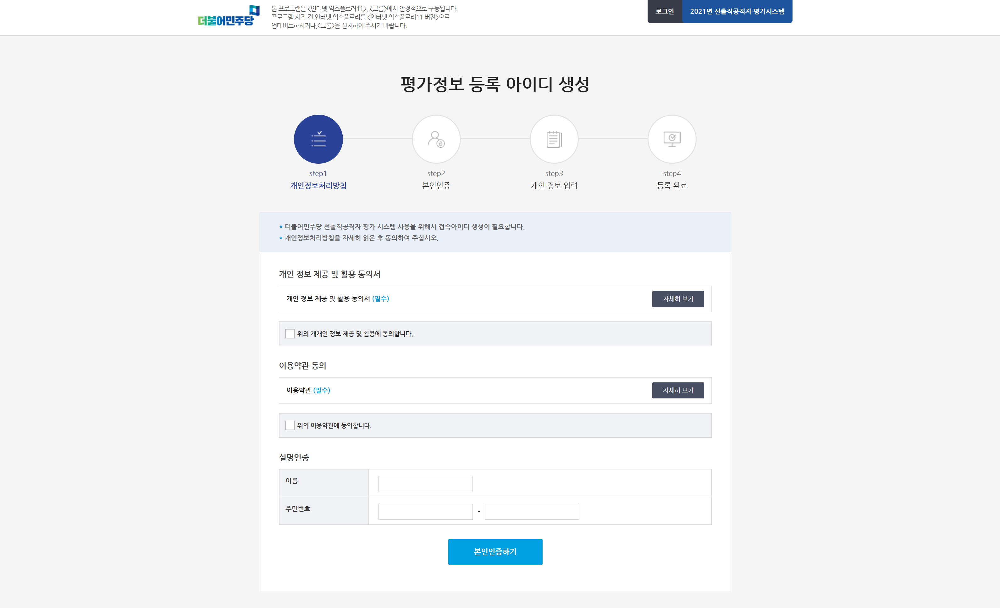 더불어민주당
본 프로그램은 <인터넷 익스플로러11>, <크롬>에서 안정적으로 구동됩니다.
프로그램 시작 전 인터넷 익스플로러를 <인터넷 익스플로러11 버전>으로
업데이트하시거나,<크롬>을 설치하여 주시기 바랍니다.
로그인
2021년 선출직공직자 평가시스템
평가정보 등록 아이디 생성
step1
개인정보처리방침
step2
본인인증
step3
개인 정보 입력
step4
등록 완료
* 더불어민주당 선출직공직자 평가 시스템 사용을 위해서 접속아이디 생성이 필요합니다.
* 개인정보처리방침을 자세히 읽은 후 동의하여 주십시오.
개인 정보 제공 및 활용 동의서
개인 정보 제공 및 활용 동의서 (필수)
자세히 보기
위의 개개인 정보 제공 및 활용에 동의합니다.
이용약관 동의
이용약관 (필수)
자세히 보기
위의 이용약관에 동의합니다.
실명인증
이름
주민번호
-
본인인증하기